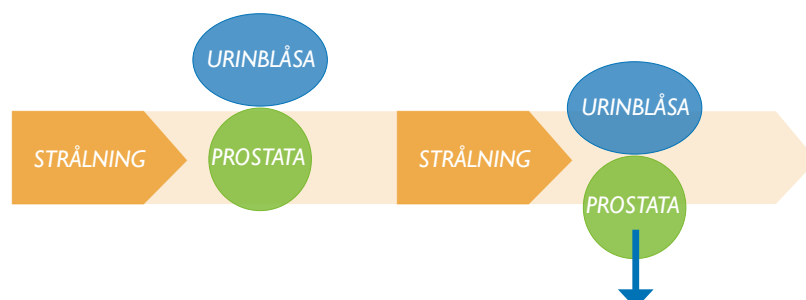 URINBLÅSA
STRÅLNING
PROSTATA
URINBLÅSA
STRÅLNING
PROSTATA